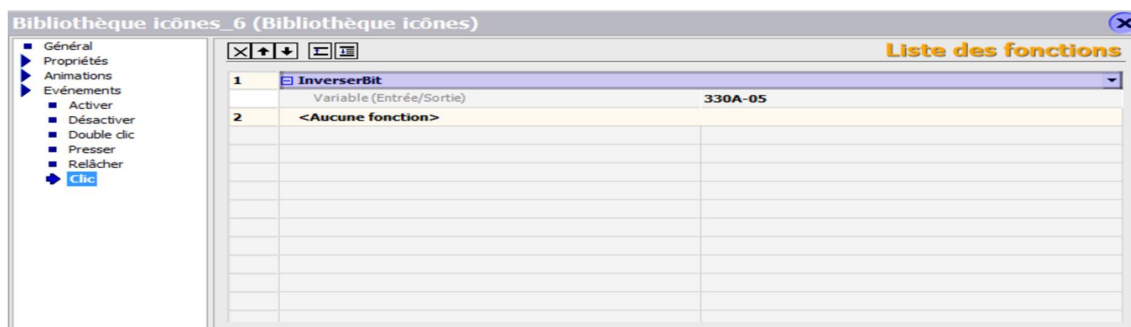 Bibliothèque icônes_6 (Bibliothèque icônes)
Général
Propriétés
Animations
Evénements
Activer
Désactiver
Double clic
Presser
Relâcher
Clic
Liste des fonctions
1 InverserBit
Variable (Entrée/Sortie) 330A-05
2 <Aucune fonction>